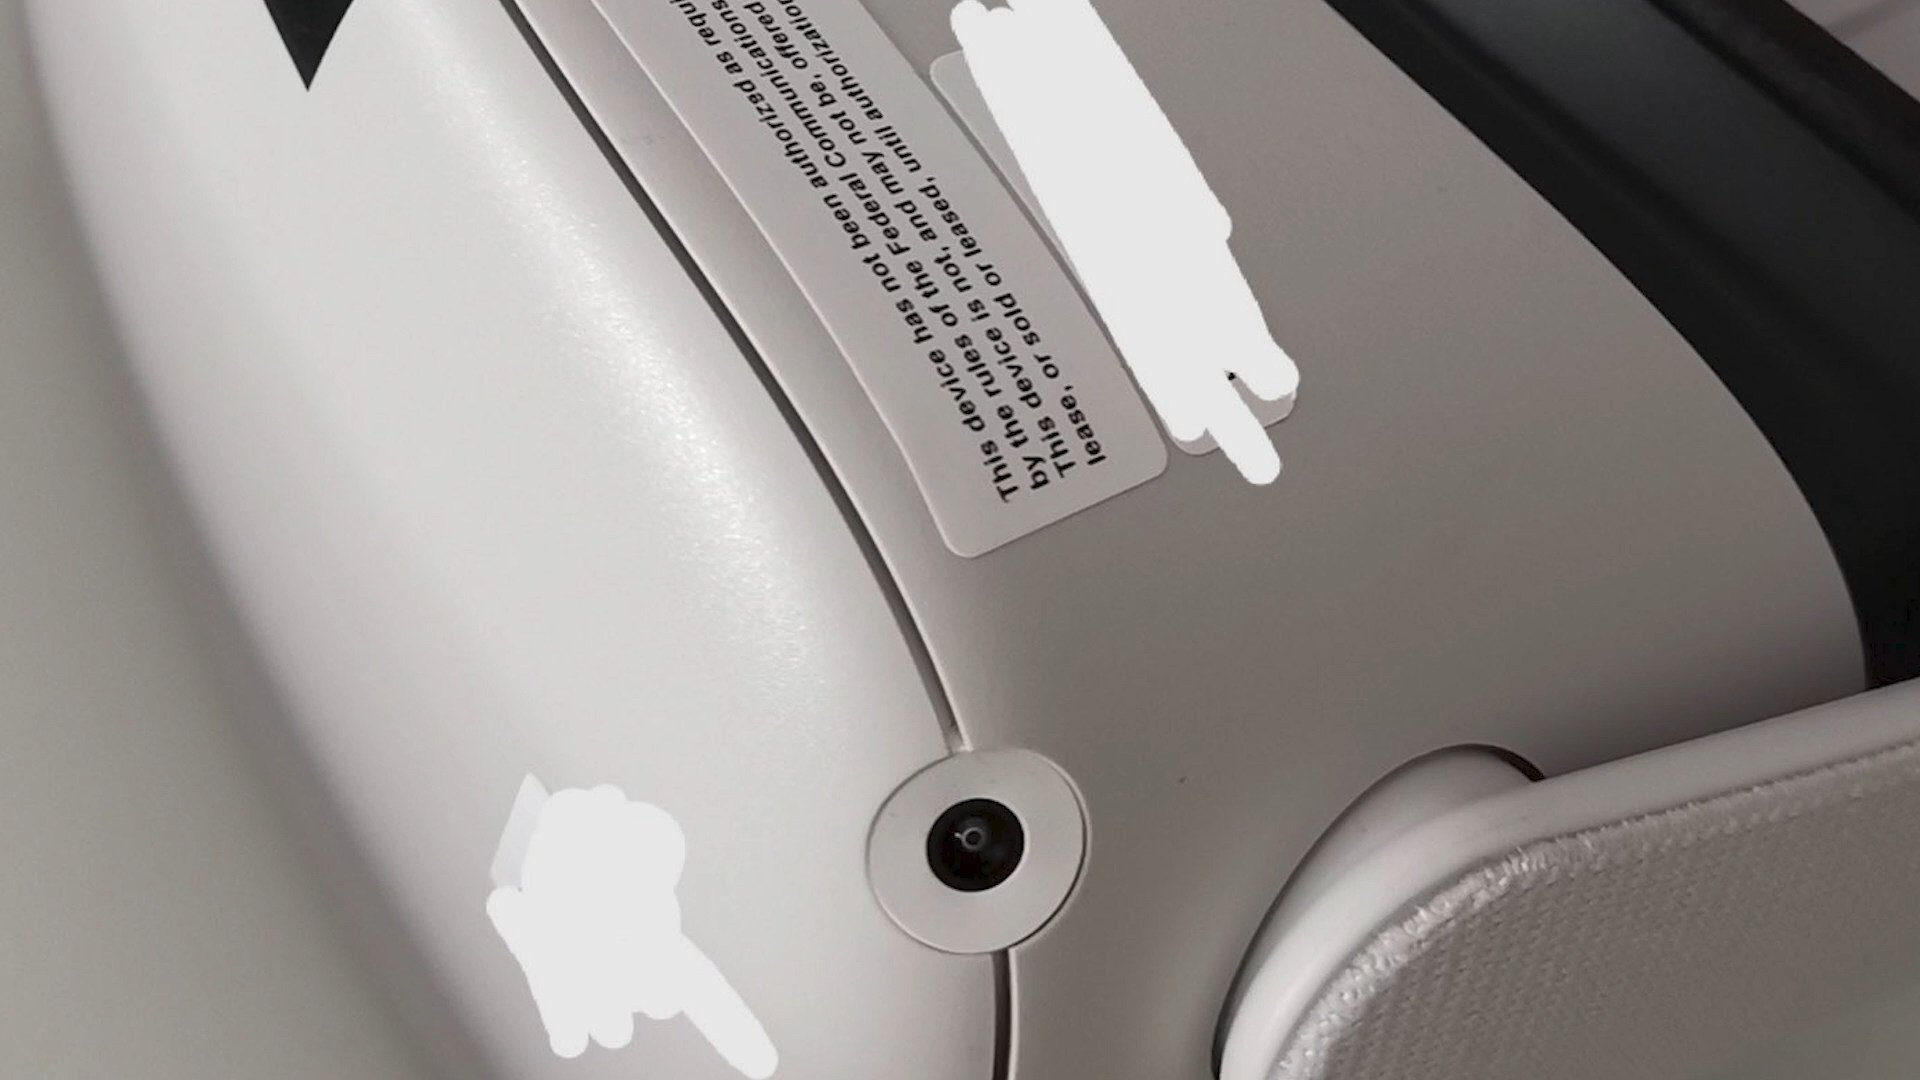 This device has not been authorized as requi
by the rules of the Federal Communications
This device is not, and may not be, offered
lease, or sold or leased, until authorization